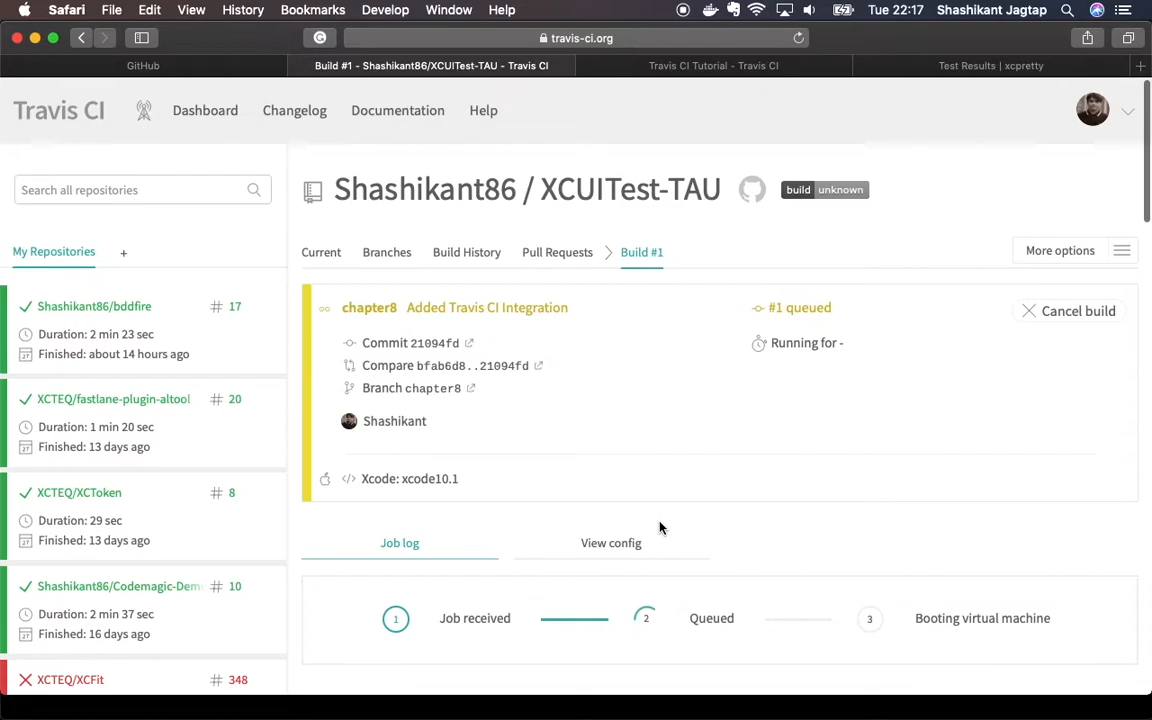 Safari File Edit View History Bookmarks Develop Window Help Tue 22:17 Shashikant Jagtap
travis-ci.org
GitHub Build #1 - Shashikant86/XCUITest-TAU - Travis CI Travis CI Tutorial - Travis CI Test Results | xcpretty +
Travis CI Dashboard Changelog Documentation Help
Search all repositories
My Repositories +
Shashikant86/bddfire # 17
Duration: 2 min 23 sec
Finished: about 14 hours ago
XCTEQ/fastlane-plugin-altool # 20
Duration: 1 min 20 sec
Finished: 13 days ago
XCTEQ/XCToken # 8
Duration: 29 sec
Finished: 13 days ago
Shashikant86/Codemagic-Dem # 10
Duration: 2 min 37 sec
Finished: 16 days ago
XCTEQ/XCFit # 348
Shashikant86 / XCUITest-TAU build unknown
Current Branches Build History Pull Requests Build #1 More options
chapter8 Added Travis CI Integration #1 queued Cancel build
Commit 21094fd Running for -
Compare bfab6d8..21094fd
Branch chapter8
Shashikant
</> Xcode: xcode10.1
Job log View config
1 Job received 2 Queued 3 Booting virtual machine